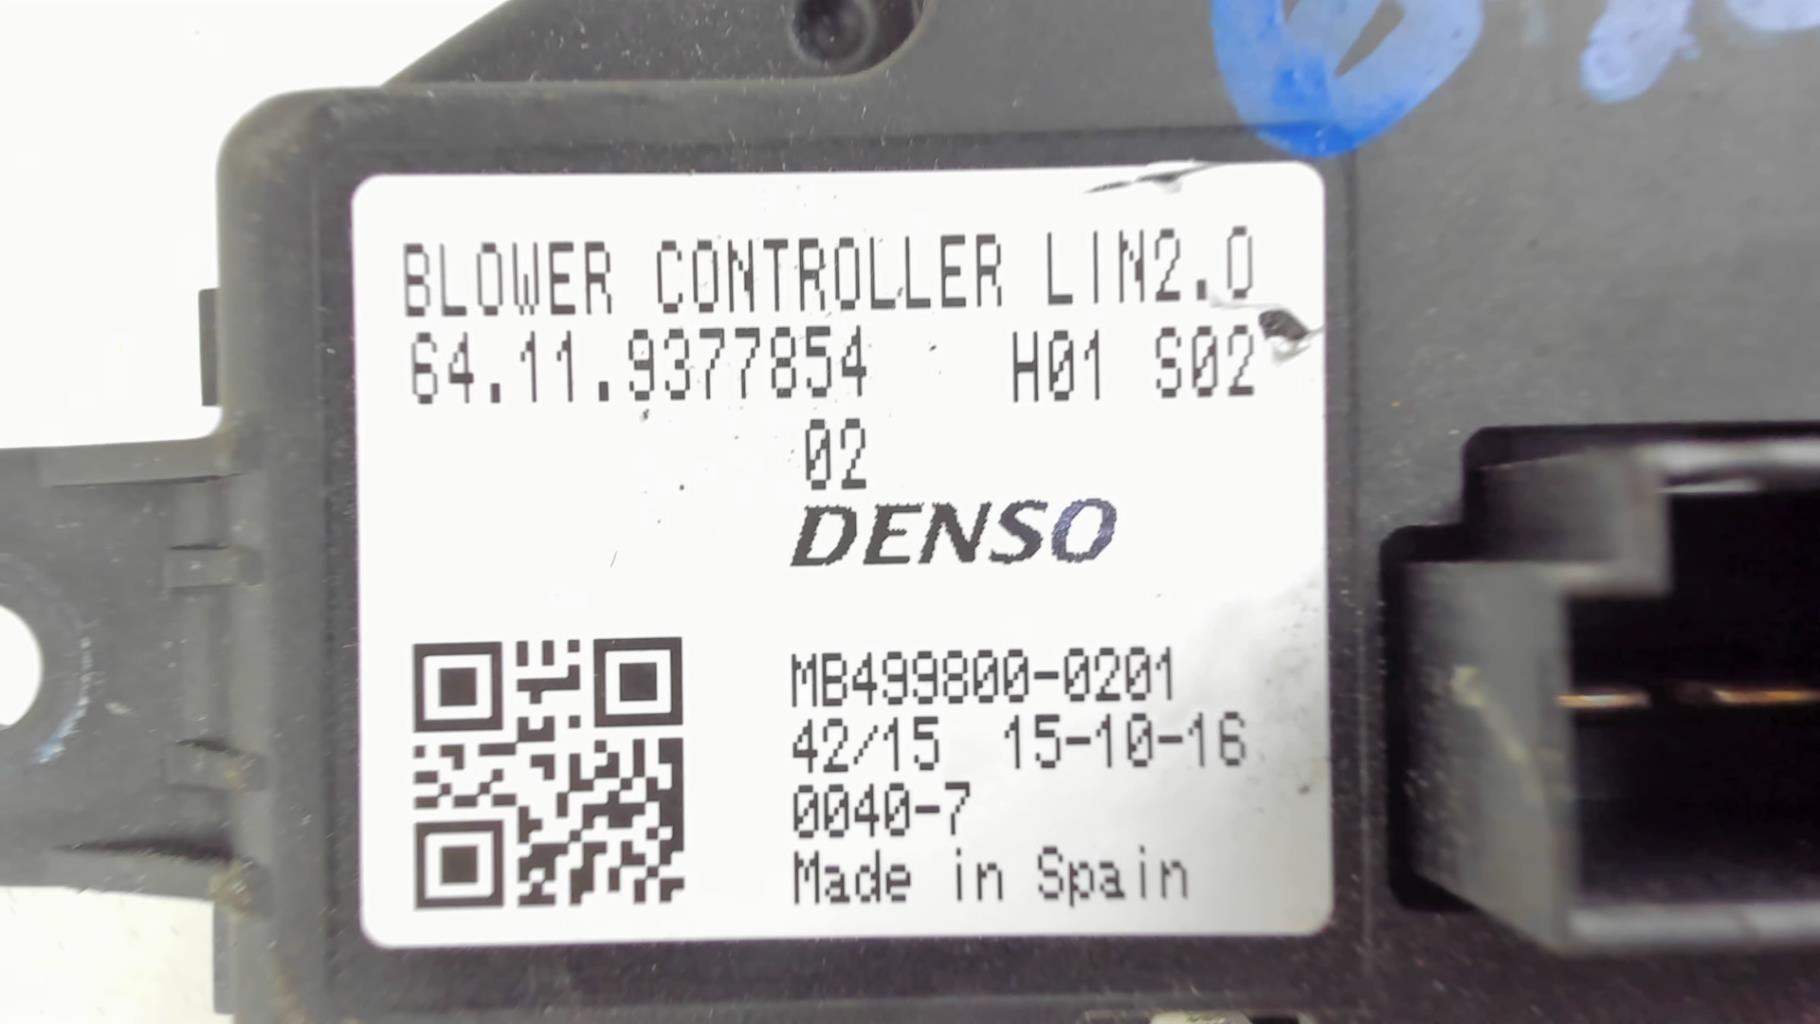 BLOWER CONTROLLER LIN2.0
64.11.9377854 H01 S02
02
DENSO
MB499800-0201
42/15 15-10-16
0040-7
Made in Spain